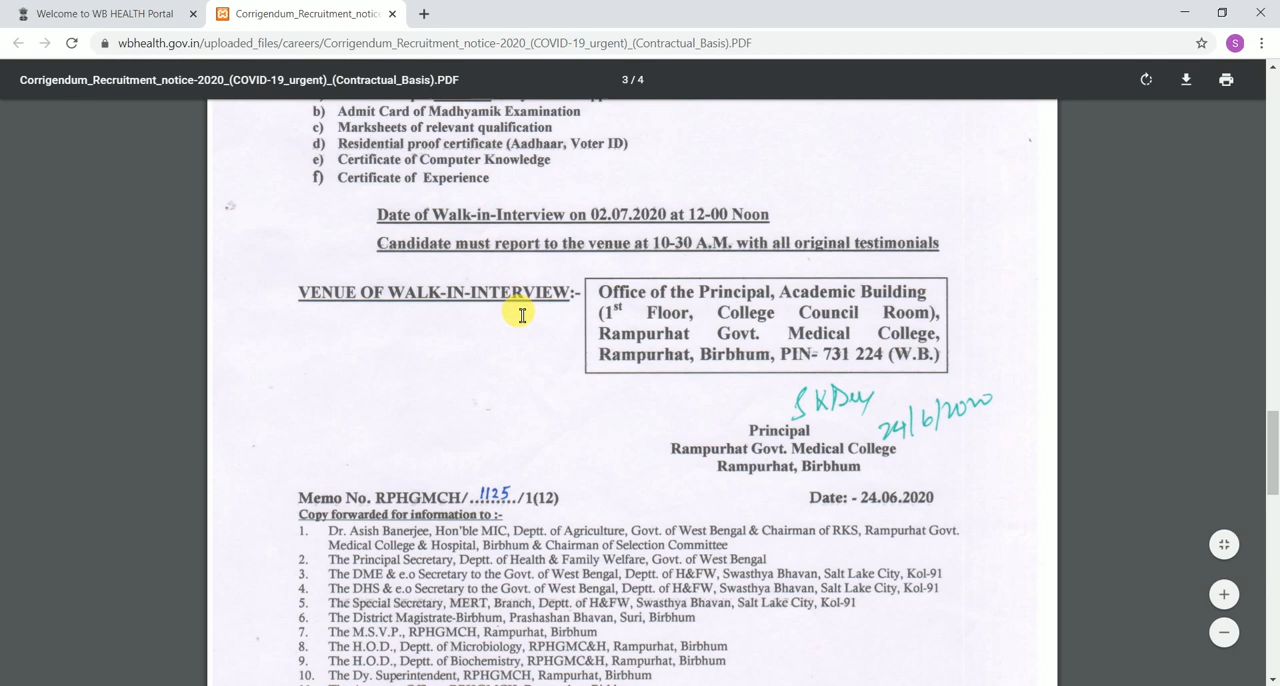 Welcome to WB HEALTH Portal
Corrigendum_Recruitment_notic
wbhealth.gov.in/uploaded_files/careers/Corrigendum_Recruitment_notice-2020_(COVID-19_urgent)_(Contractual_Basis).PDF
S
Corrigendum_Recruitment_notice-2020_(COVID-19_urgent)_(Contractual_Basis).PDF
3 / 4
b) Admit Card of Madhyamik Examination
c) Marksheets of relevant qualification
d) Residential proof certificate (Aadhaar, Voter ID)
e) Certificate of Computer Knowledge
f) Certificate of Experience
Date of Walk-in-Interview on 02.07.2020 at 12-00 Noon
Candidate must report to the venue at 10-30 A.M. with all original testimonials
VENUE OF WALK-IN-INTERVIEW:-
Office of the Principal, Academic Building
(1st Floor, College Council Room),
Rampurhat Govt. Medical College,
Rampurhat, Birbhum, PIN- 731 224 (W.B.)
S K Dey
24/6/2020
Principal
Rampurhat Govt. Medical College
Rampurhat, Birbhum
Memo No. RPHGMCH/..1125../1(12)
Date: - 24.06.2020
Copy forwarded for information to :-
1. Dr. Asish Banerjee, Hon'ble MIC, Deptt. of Agriculture, Govt. of West Bengal & Chairman of RKS, Rampurhat Govt.
Medical College & Hospital, Birbhum & Chairman of Selection Committee
2. The Principal Secretary, Deptt. of Health & Family Welfare, Govt. of West Bengal
3. The DME & e.o Secretary to the Govt. of West Bengal, Deptt. of H&FW, Swasthya Bhavan, Salt Lake City, Kol-91
4. The DHS & e.o Secretary to the Govt. of West Bengal, Deptt. of H&FW, Swasthya Bhavan, Salt Lake City, Kol-91
5. The Special Secretary, MERT, Branch, Deptt. of H&FW, Swasthya Bhavan, Salt Lake City, Kol-91
6. The District Magistrate-Birbhum, Prashashan Bhavan, Suri, Birbhum
7. The M.S.V.P., RPHGMCH, Rampurhat, Birbhum
8. The H.O.D., Deptt. of Microbiology, RPHGMC&H, Rampurhat, Birbhum
9. The H.O.D., Deptt. of Biochemistry, RPHGMC&H, Rampurhat, Birbhum
10. The Dy. Superintendent, RPHGMCH, Rampurhat, Birbhum